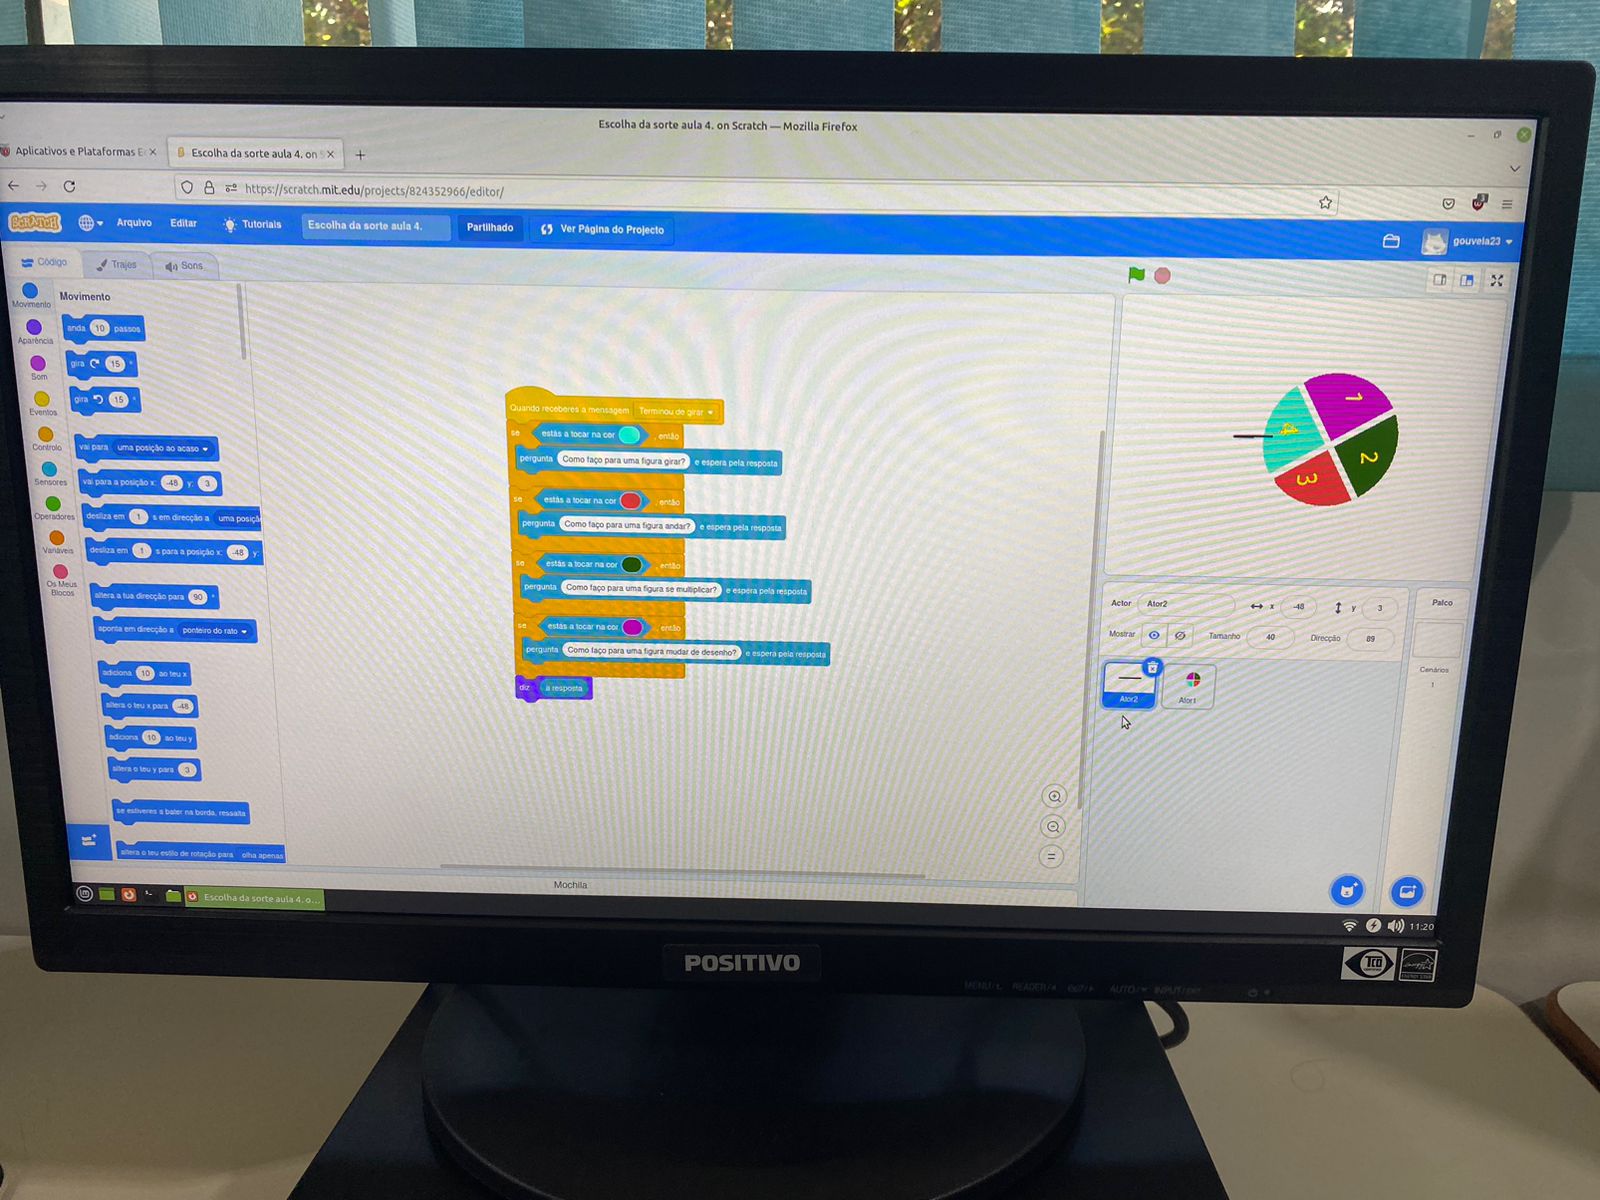 Escolha da sorte aula 4. on Scratch — Mozilla Firefox
Aplicativos e Plataformas E
Escolha da sorte aula 4. on S
https://scratch.mit.edu/projects/824352966/editor/
SCRATCH
Arquivo
Editar
Tutoriais
Escolha da sorte aula 4.
Partilhado
Ver Página do Projecto
gouveia23
Código
Trajes
Sons
Movimento
Aparência
Som
Eventos
Controlo
Sensores
Operadores
Variáveis
Os Meus
Blocos
Movimento
anda 10 passos
gira 15 °
gira 15 °
vai para uma posição ao acaso
vai para a posição x: -48 y: 3
desliza em 1 s em direcção a uma posiçã
desliza em 1 s para a posição x: -48 y:
altera a tua direcção para 90 °
aponta em direcção a ponteiro do rato
adiciona 10 ao teu x
altera o teu x para -48
adiciona 10 ao teu y
altera o teu y para 3
se estiveres a bater na borda, ressalta
altera o teu estilo de rotação para olha apenas
Quando receberes a mensagem Terminou de girar
se estás a tocar na cor , então
pergunta Como faço para uma figura girar? e espera pela resposta
se estás a tocar na cor , então
pergunta Como faço para uma figura andar? e espera pela resposta
se estás a tocar na cor , então
pergunta Como faço para uma figura se multiplicar? e espera pela resposta
se estás a tocar na cor , então
pergunta Como faço para uma figura mudar de desenho? e espera pela resposta
diz a resposta
1
2
3
4
Actor Ator2 x -48 y 3
Mostrar Tamanho 40 Direcção 89
Ator2
Ator1
Palco
Cenários
1
Mochila
Escolha da sorte aula 4. o...
11:20
POSITIVO
TCO
MENU/
AUTO/
INPUT/